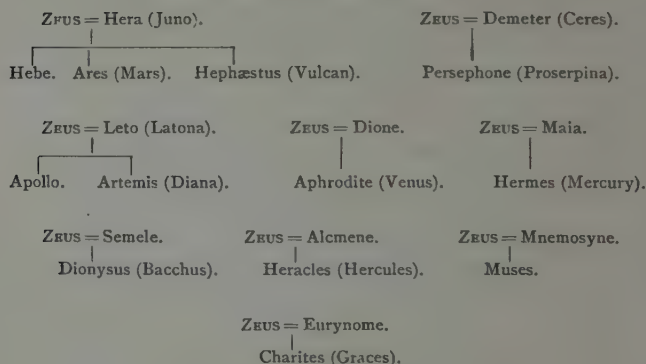 ZFUS = Hera (Juno). ZEUS = Demeter (Ceres).
Hebe. Ares (Mars). Hephæstus (Vulcan). Persephone (Proserpina).
ZEUS = Leto (Latona). ZEUS = Dione. ZEUS = Maia.
Apollo. Artemis (Diana). Aphrodite (Venus). Hermes (Mercury).
ZEUS = Semele. ZEUS = Alcmene. ZEUS = Mnemosyne.
Dionysus (Bacchus). Heracles (Hercules). Muses.
ZEUS = Eurynome.
Charites (Graces).